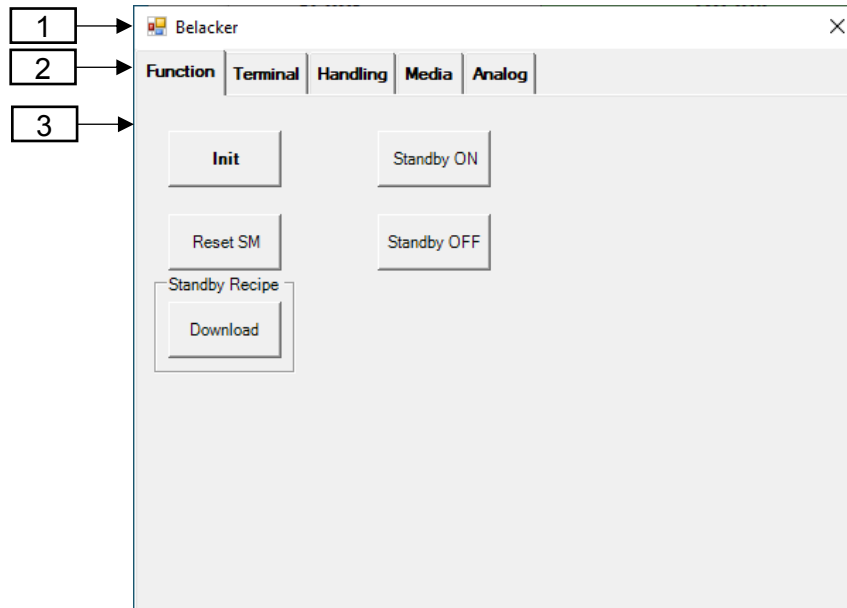 1
Belacker
2
Function Terminal Handling Media Analog
3
Init
Standby ON
Reset SM
Standby OFF
Standby Recipe
Download